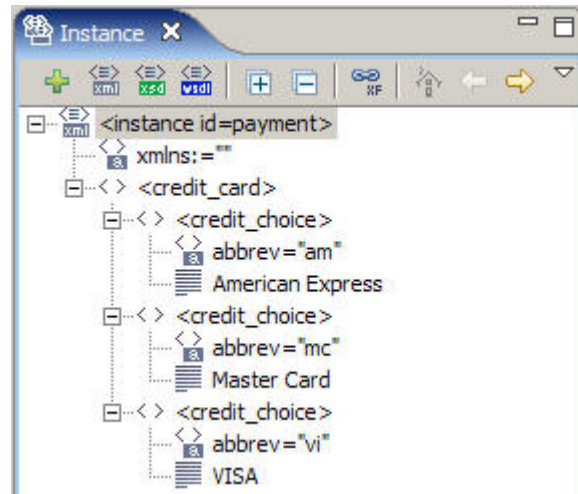 Instance
xml xsd wsdl XF
xml <instance id=payment>
a xmlns:=""
<> <credit_card>
<> <credit_choice>
a abbrev="am"
American Express
<> <credit_choice>
a abbrev="mc"
Master Card
<> <credit_choice>
a abbrev="vi"
VISA